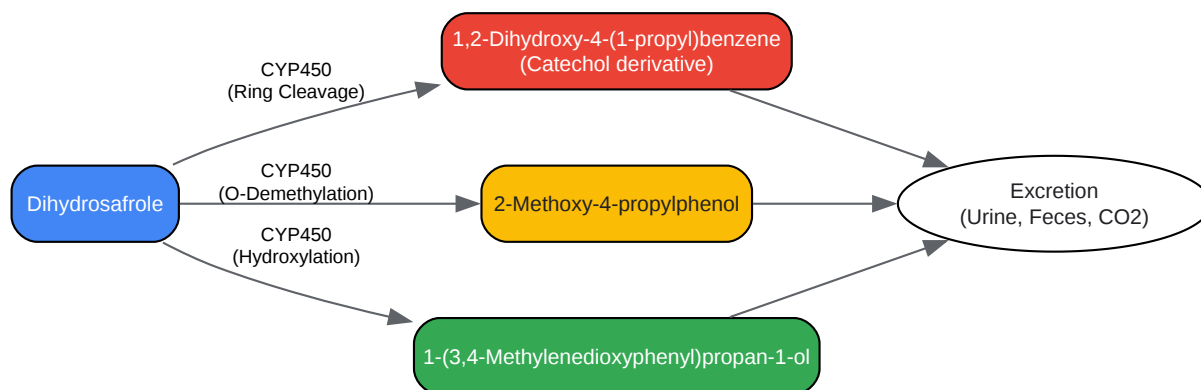 1,2-Dihydroxy-4-(1-propyl)benzene
(Catechol derivative)
CYP450
(Ring Cleavage)
Dihydrosafrole
CYP450
(O-Demethylation)
2-Methoxy-4-propylphenol
Excretion
(Urine, Feces, CO2)
CYP450
(Hydroxylation)
1-(3,4-Methylenedioxyphenyl)propan-1-ol